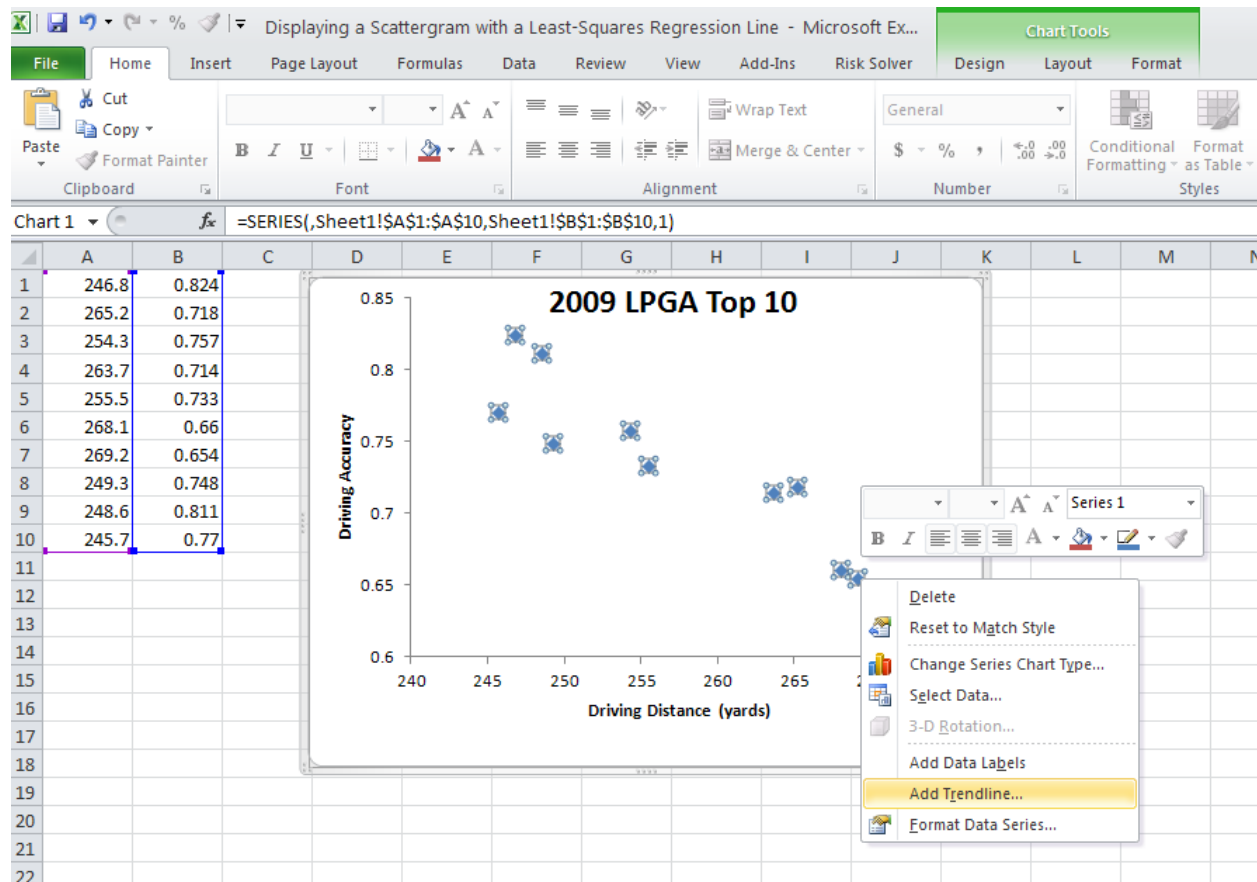 Displaying a Scattergram with a Least-Squares Regression Line - Microsoft Ex...
Chart Tools
File Home Insert Page Layout Formulas Data Review View Add-Ins Risk Solver Design Layout Format
Cut
Copy
Format Painter
Paste
Clipboard
B I U
A A
A
Font
Wrap Text
Merge & Center
Alignment
General
$ % , .0 .00 .00 .0
Number
Conditional Formatting
Format as Table
Styles
Chart 1 fx =SERIES(,Sheet1!$A$1:$A$10,Sheet1!$B$1:$B$10,1)
A B C D E F G H I J K L M
1 246.8 0.824
2 265.2 0.718
3 254.3 0.757
4 263.7 0.714
5 255.5 0.733
6 268.1 0.66
7 269.2 0.654
8 249.3 0.748
9 248.6 0.811
10 245.7 0.77
11
12
13
14
15
16
17
18
19
20
21
22
2009 LPGA Top 10
0.85
0.8
0.75
0.7
0.65
0.6
Driving Accuracy
240 245 250 255 260 265
Driving Distance (yards)
A A Series 1
B I A
Delete
Reset to Match Style
Change Series Chart Type...
Select Data...
3-D Rotation...
Add Data Labels
Add Trendline...
Format Data Series...